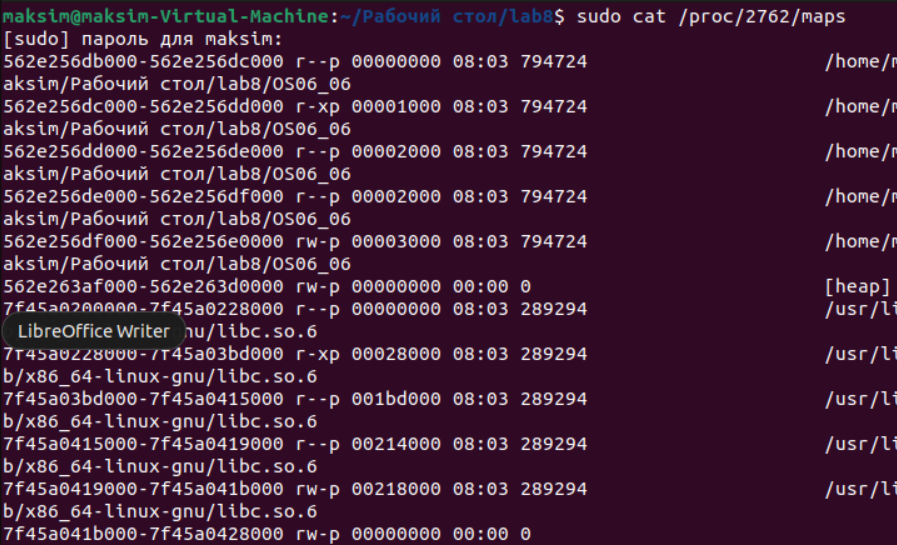 maksim@maksim-Virtual-Machine:~/Рабочий стол/lab8$ sudo cat /proc/2762/maps
[sudo] пароль для maksim:
562e256db000-562e256dc000 r--p 00000000 08:03 794724 /home/m
aksim/Рабочий стол/lab8/OS06_06
562e256dc000-562e256dd000 r-xp 00001000 08:03 794724 /home/m
aksim/Рабочий стол/lab8/OS06_06
562e256dd000-562e256de000 r--p 00002000 08:03 794724 /home/m
aksim/Рабочий стол/lab8/OS06_06
562e256de000-562e256df000 r--p 00002000 08:03 794724 /home/m
aksim/Рабочий стол/lab8/OS06_06
562e256df000-562e256e0000 rw-p 00003000 08:03 794724 /home/m
aksim/Рабочий стол/lab8/OS06_06
562e263af000-562e263d0000 rw-p 00000000 00:00 0 [heap]
7f45a0200000-7f45a0228000 r--p 00000000 08:03 289294 /usr/li
LibreOffice Writer nu/libc.so.6
7f45a0228000-7f45a03bd000 r-xp 00028000 08:03 289294 /usr/li
b/x86_64-linux-gnu/libc.so.6
7f45a03bd000-7f45a0415000 r--p 001bd000 08:03 289294 /usr/li
b/x86_64-linux-gnu/libc.so.6
7f45a0415000-7f45a0419000 r--p 00214000 08:03 289294 /usr/li
b/x86_64-linux-gnu/libc.so.6
7f45a0419000-7f45a041b000 rw-p 00218000 08:03 289294 /usr/li
b/x86_64-linux-gnu/libc.so.6
7f45a041b000-7f45a0428000 rw-p 00000000 00:00 0